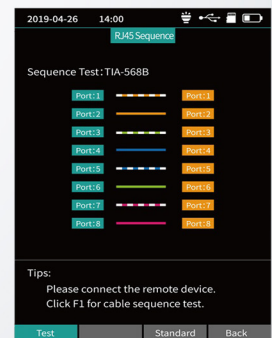 2019-04-26 14:00
RJ45 Sequence
Sequence Test:TIA-568B
Port:1 Port:1
Port:2 Port:2
Port:3 Port:3
Port:4 Port:4
Port:5 Port:5
Port:6 Port:6
Port:7 Port:7
Port:8 Port:8
Tips:
Please connect the remote device.
Click F1 for cable sequence test.
Test Standard Back